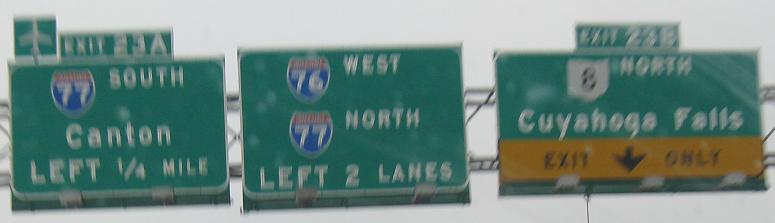 EXIT 23A
77 SOUTH
Canton
LEFT 1/4 MILE
76 WEST
77 NORTH
LEFT 2 LANES
EXIT 23B
8 NORTH
Cuyahoga Falls
EXIT ONLY